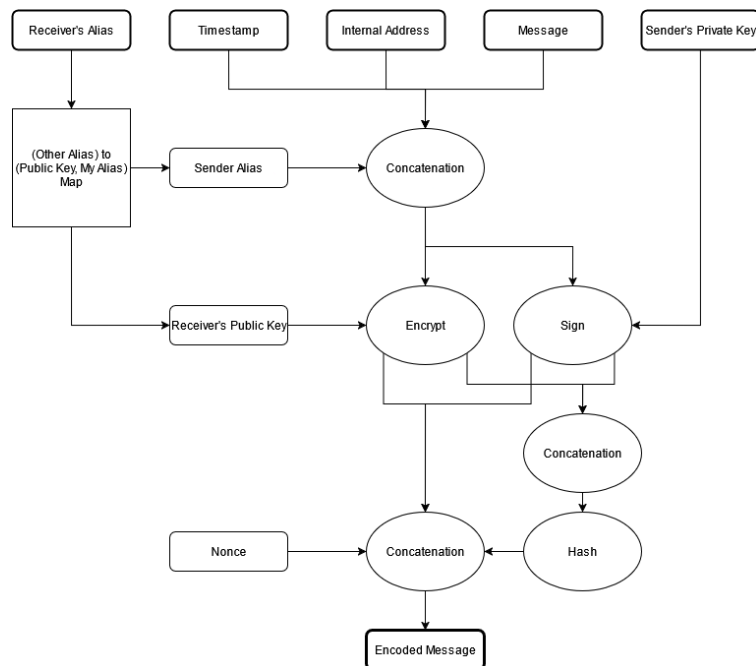 Receiver's Alias
Timestamp
Internal Address
Message
Sender's Private Key
(Other Alias) to
(Public Key, My Alias)
Map
Sender Alias
Concatenation
Receiver's Public Key
Encrypt
Sign
Concatenation
Nonce
Concatenation
Hash
Encoded Message